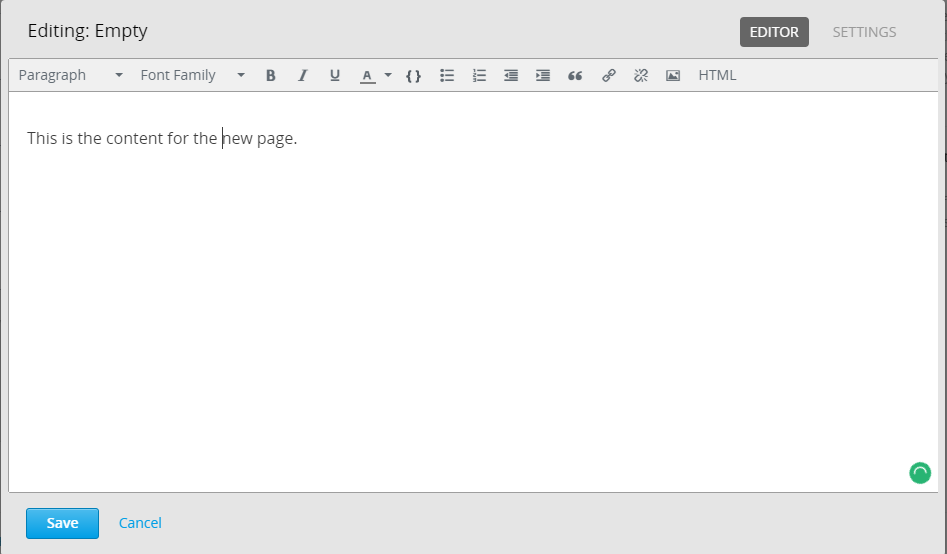 Editing: Empty EDITOR SETTINGS
Paragraph Font Family B I U A {} “ HTML
This is the content for the new page.
Save Cancel